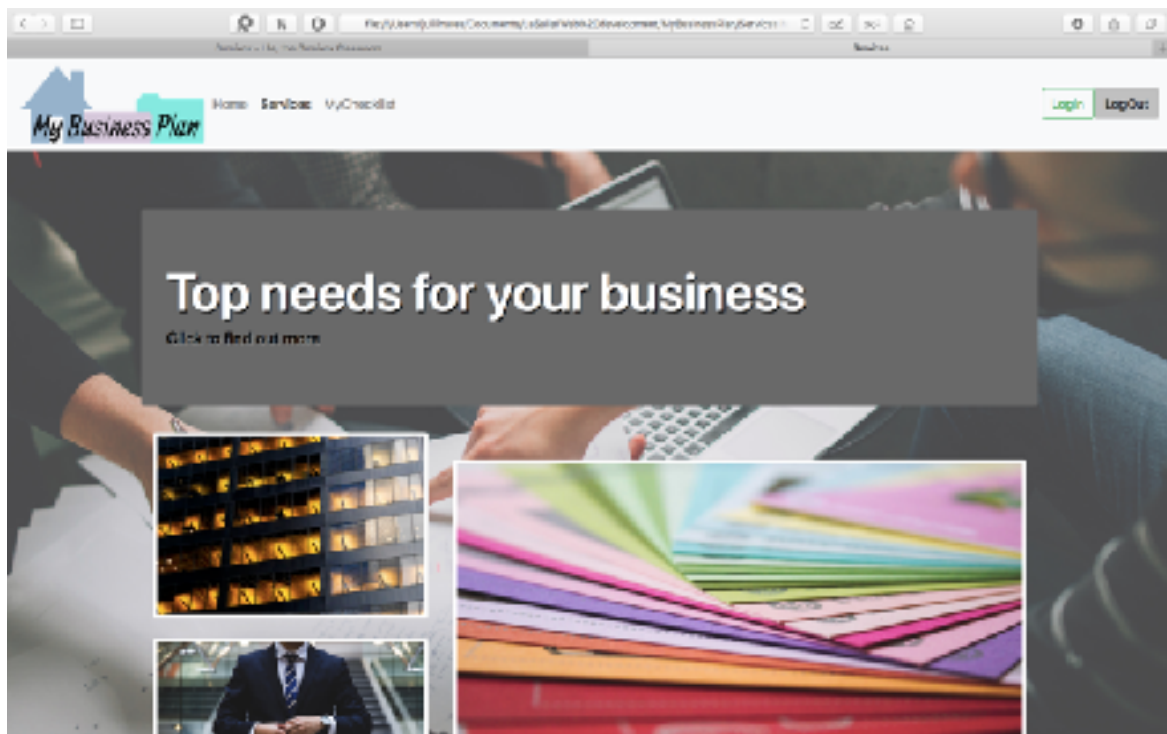 My Business Plan
Home Services MyChecklist
Login LogOut
Top needs for your business
Click to find out more